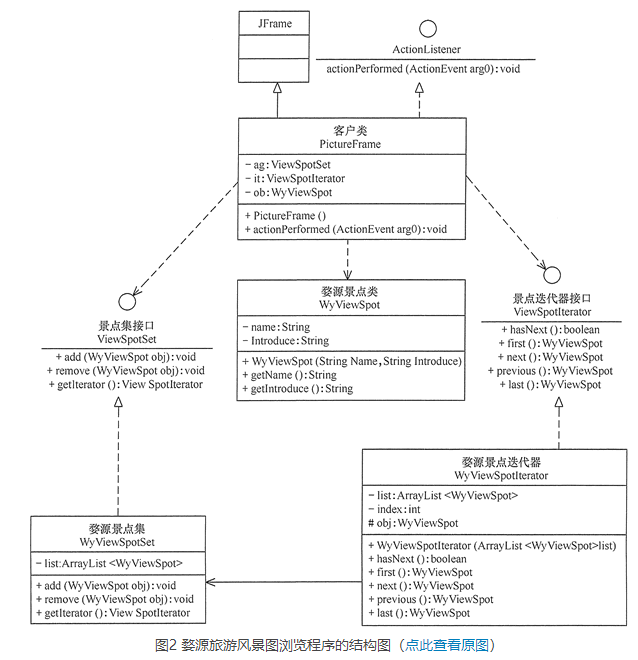 JFrame
ActionListener
actionPerformed (ActionEvent arg0):void
客户类
PictureFrame
- ag:ViewSpotSet
- it:ViewSpotIterator
- ob:WyViewSpot
+ PictureFrame ()
+ actionPerformed (ActionEvent arg0):void
景点集接口
ViewSpotSet
+ add (WyViewSpot obj):void
+ remove (WyViewSpot obj):void
+ getIterator ():View SpotIterator
婺源景点类
WyViewSpot
- name:String
- Introduce:String
+ WyViewSpot (String Name,String Introduce)
+ getName ():String
+ getIntroduce ():String
景点迭代器接口
ViewSpotIterator
+ hasNext ():boolean
+ first ():WyViewSpot
+ next ():WyViewSpot
+ previous ():WyViewSpot
+ last ():WyViewSpot
婺源景点集
WyViewSpotSet
- list:ArrayList <WyViewSpot>
+ add (WyViewSpot obj):void
+ remove (WyViewSpot obj):void
+ getIterator ():View SpotIterator
婺源景点迭代器
WyViewSpotIterator
- list:ArrayList <WyViewSpot>
- index:int
# obj:WyViewSpot
+ WyViewSpotIterator (ArrayList <WyViewSpot>list)
+ hasNext ():boolean
+ first ():WyViewSpot
+ next ():WyViewSpot
+ previous ():WyViewSpot
+ last ():WyViewSpot
图2 婺源旅游风景图浏览程序的结构图（点此查看原图）